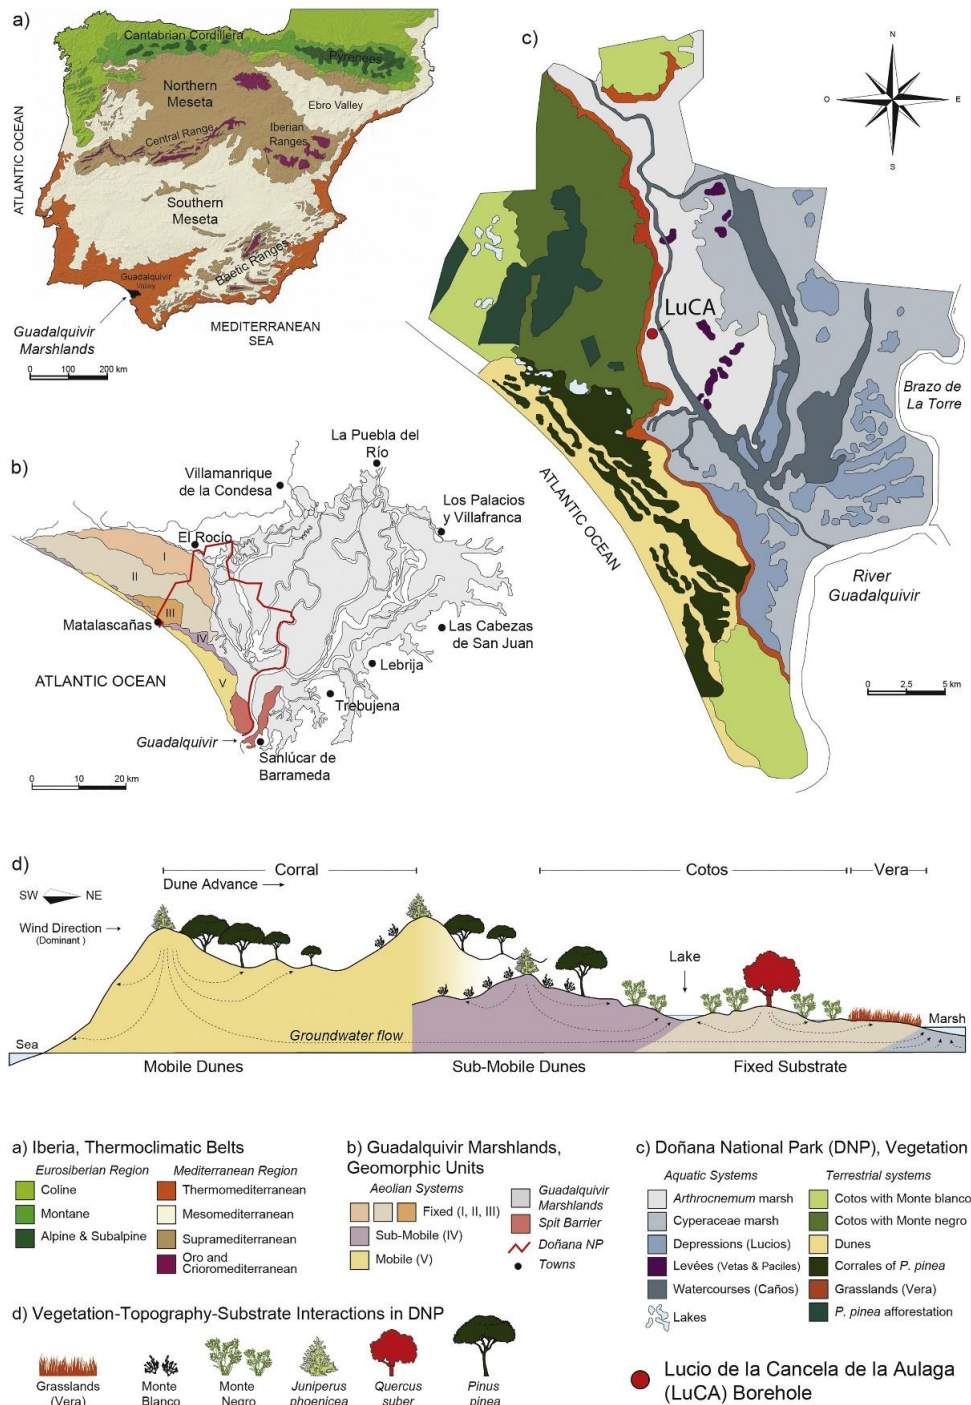 a)
Cantabrian Cordillera
Pyrenees
Northern
Meseta
Ebro Valley
Central Range
Iberian
Ranges
Southern
Meseta
Baetic Ranges
Guadalquivir
Valley
ATLANTIC OCEAN
Guadalquivir
Marshlands
MEDITERRANEAN
SEA
0 100 200 km
b)
La Puebla del
Río
Villamanrique
de la Condesa
Los Palacios
y Villafranca
El Rocío
I
II
III
IV
V
Matalascañas
Las Cabezas
de San Juan
Lebrija
ATLANTIC OCEAN
Trebujena
Guadalquivir
Sanlúcar de
Barrameda
0 10 20 km
c)
N
O E
S
LuCA
Brazo de
La Torre
ATLANTIC OCEAN
River
Guadalquivir
0 2.5 5 km
d)
Corral
Cotos
Vera
Dune Advance
SW NE
Wind Direction
(Dominant )
Lake
Groundwater flow
Sea
Marsh
Mobile Dunes
Sub-Mobile Dunes
Fixed Substrate
a) Iberia, Thermoclimatic Belts
Eurosiberian Region
Coline
Montane
Alpine & Subalpine
Mediterranean Region
Thermomediterranean
Mesomediterranean
Supramediterranean
Oro and
Crioromediterranean
b) Guadalquivir Marshlands,
Geomorphic Units
Aeolian Systems
Fixed (I, II, III)
Sub-Mobile (IV)
Mobile (V)
Guadalquivir
Marshlands
Spit Barrier
Doñana NP
Towns
c) Doñana National Park (DNP), Vegetation
Aquatic Systems
Arthrocnemum marsh
Cyperaceae marsh
Depressions (Lucios)
Levées (Vetas & Paciles)
Watercourses (Caños)
Lakes
Terrestrial systems
Cotos with Monte blanco
Cotos with Monte negro
Dunes
Corrales of P. pinea
Grasslands (Vera)
P. pinea afforestation
d) Vegetation-Topography-Substrate Interactions in DNP
Grasslands
(Vera)
Monte
Blanco
Monte
Negro
Juniperus
phoenicea
Quercus
suber
Pinus
pinea
Lucio de la Cancela de la Aulaga
(LuCA) Borehole